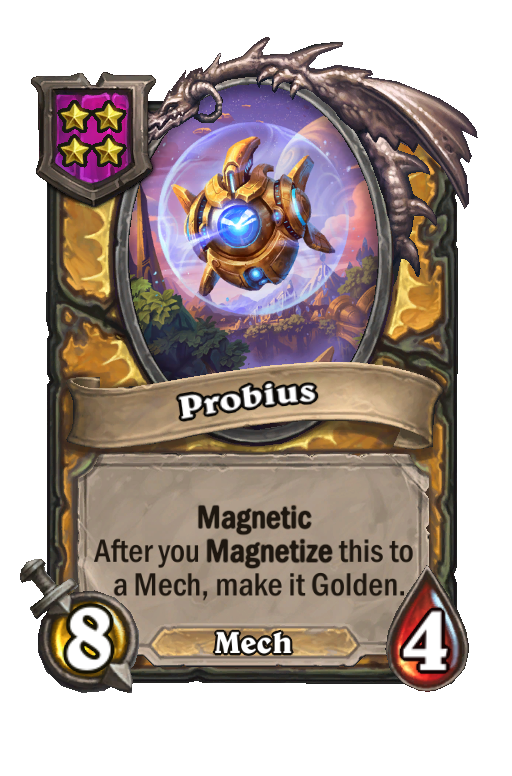 Probius
Magnetic
After you Magnetize this to
a Mech, make it Golden.
8
Mech
4